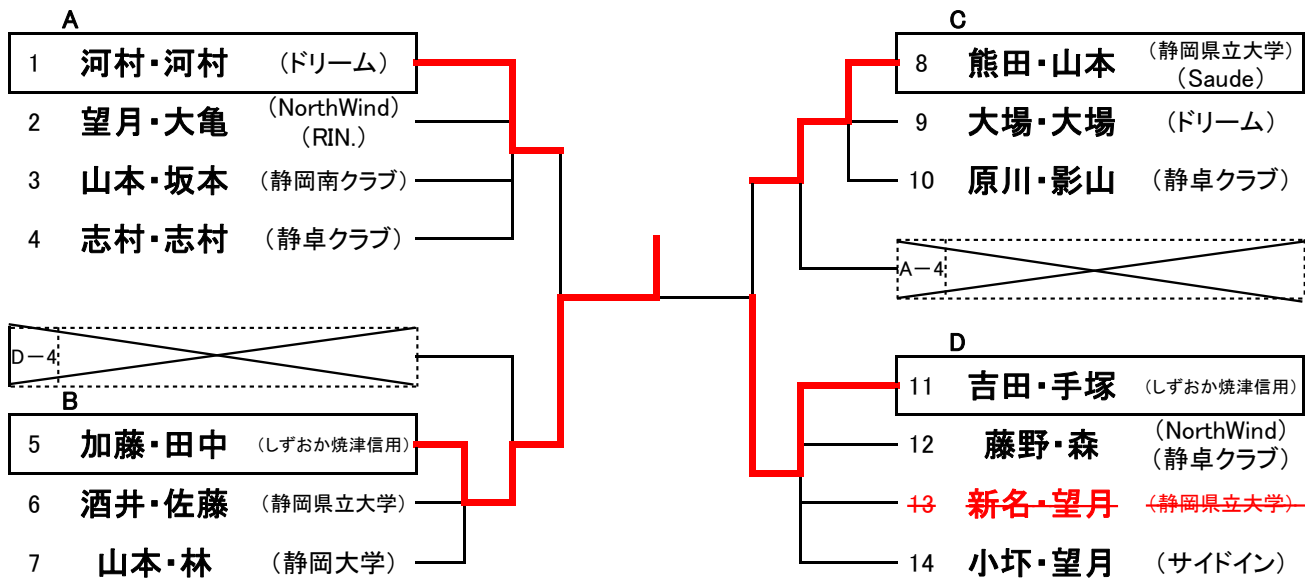 A
1 河村・河村 (ドリーム)
2 望月・大亀 (NorthWind)
(RIN.)
3 山本・坂本 (静岡南クラブ)
4 志村・志村 (静卓クラブ)
D-4
B
5 加藤・田中 (しずおか焼津信用)
6 酒井・佐藤 (静岡県立大学)
7 山本・林 (静岡大学)
C
8 熊田・山本 (静岡県立大学)
(Saude)
9 大場・大場 (ドリーム)
10 原川・影山 (静卓クラブ)
A-4
D
11 吉田・手塚 (しずおか焼津信用)
12 藤野・森 (NorthWind)
(静卓クラブ)
13 新名・望月 (静岡県立大学)
14 小圷・望月 (サイドイン)